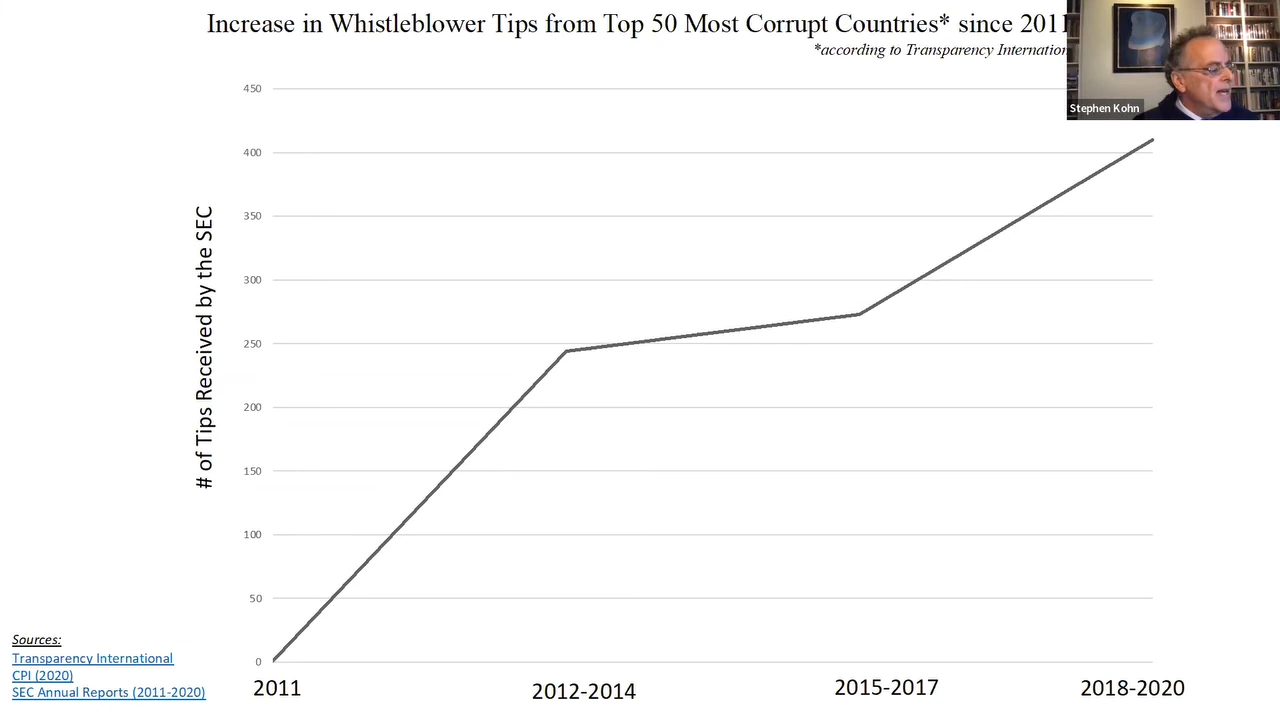 Increase in Whistleblower Tips from Top 50 Most Corrupt Countries* since 2011
*according to Transparency Internation
Stephen Kohn
# of Tips Received by the SEC
450
400
350
300
250
200
150
100
50
0
2011
2012-2014
2015-2017
2018-2020
Sources:
Transparency International
CPI (2020)
SEC Annual Reports (2011-2020)